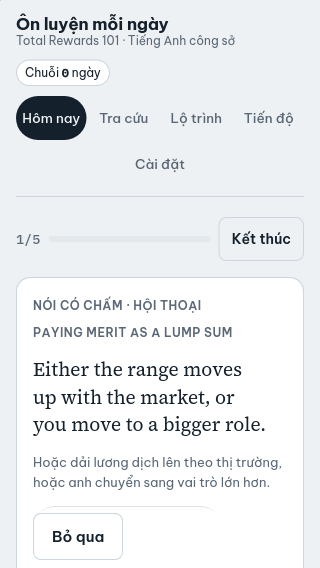 Ôn luyện mỗi ngày
Total Rewards 101 · Tiếng Anh công sở
Chuỗi 0 ngày
Hôm nay
Tra cứu
Lộ trình
Tiến độ
Cài đặt
1/5
Kết thúc
NÓI CÓ CHẤM · HỘI THOẠI
PAYING MERIT AS A LUMP SUM
Either the range moves
up with the market, or
you move to a bigger role.
Hoặc dải lương dịch lên theo thị trường,
hoặc anh chuyển sang vai trò lớn hơn.
Bỏ qua